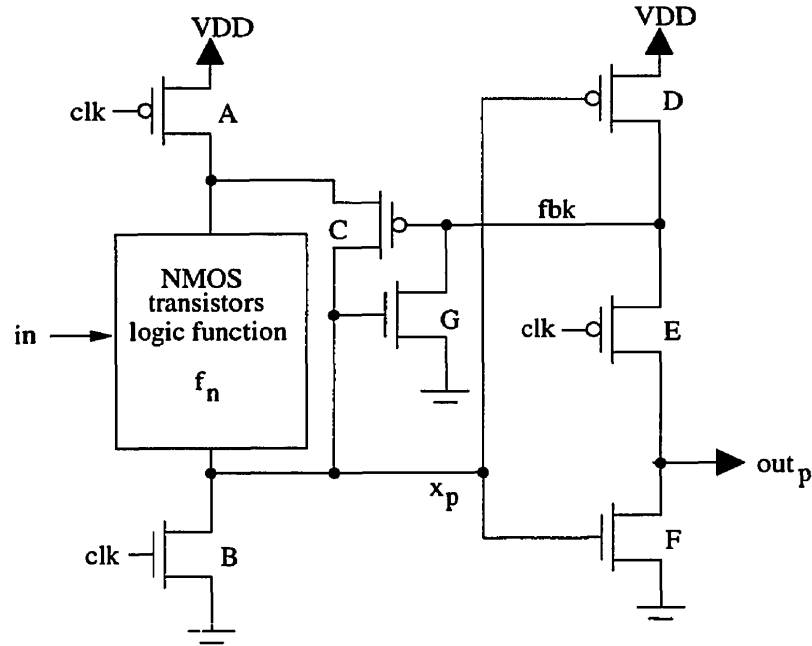 VDD
VDD
clk
A
D
C
fbk
NMOS
transistors
logic function
f_n
in
G
clk
E
x_p
out_p
clk
B
F